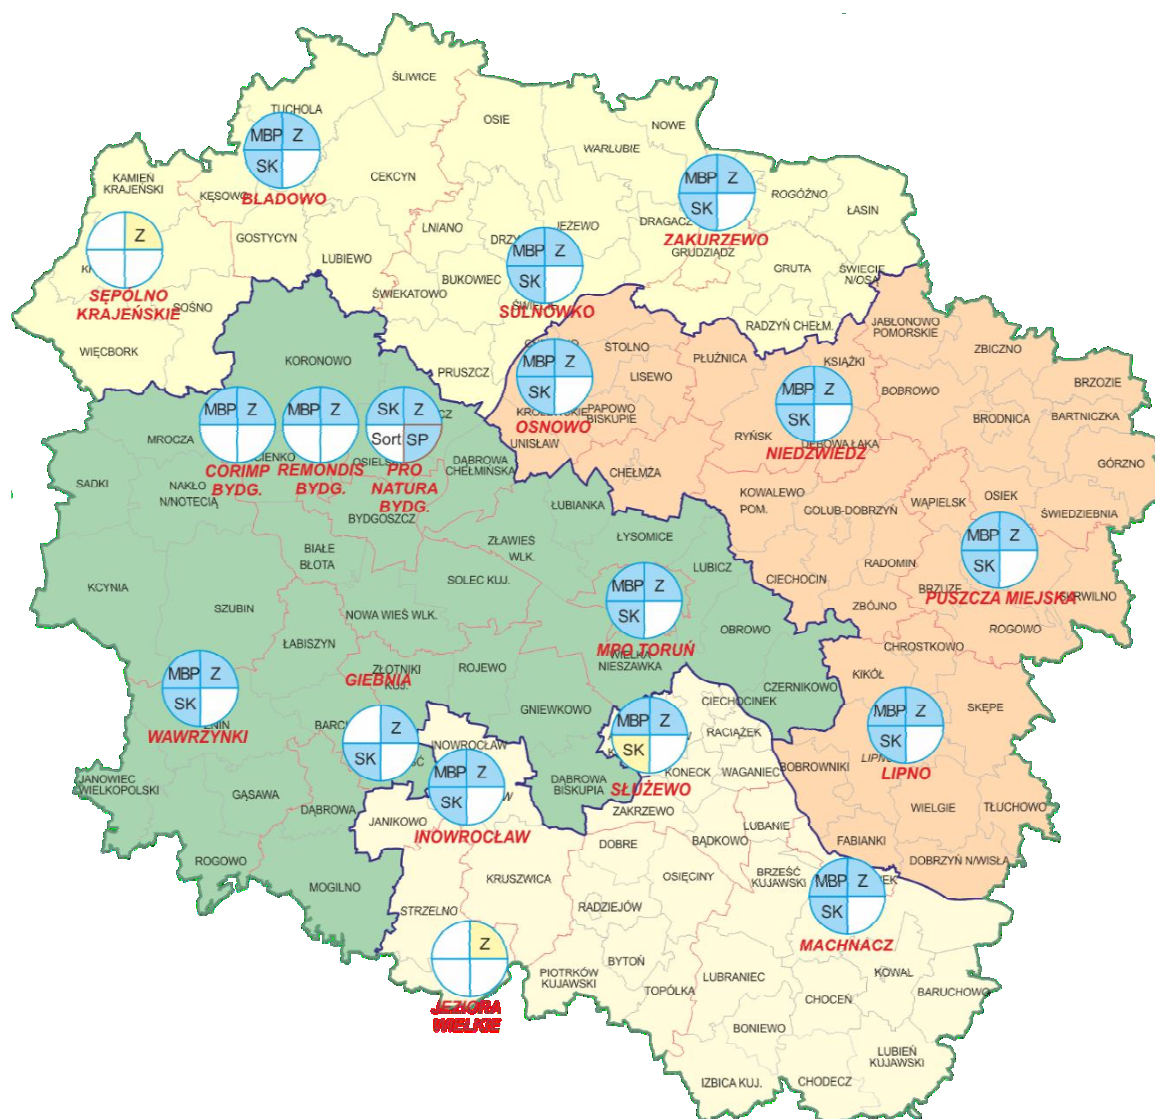 ŚLIWICE
TUCHOLA
OSIE
NOWE
MBP Z
SK
WARLUBIE
KAMIEŃ
KRAJEŃSKI
CEKCYN
MBP Z
SK
ROGÓŹNO
KĘSOWO
BLADOWO
ŁASIN
Z
GOSTYCYN
LNIANO
JEŻEWO
DRAGACZ
ZAKURZEWO
MBP Z
SK
GRUDZIĄDZ
LUBIEWO
BUKOWIEC
GRUTA
ŚWIECIE
N/OSĄ
ŚWIEKATOWO
SĘPÓLNO
KRAJEŃSKIE
SOŚNO
SULNÓWKO
RADZYŃ CHEŁM.
JABŁONOWO
POMORSKIE
WIĘCBORK
KORONOWO
STOLNO
PŁUŻNICA
KSIĄŻKI
ZBICZNO
PRUSZCZ
MBP Z
SK
LISEWO
MBP Z
SK
BOBROWO
BRZOZIE
MBP Z
MBP Z
SK Z
Sort SP
PAPOWO
BISKUPIE
OSNOWO
BRODNICA
BARTNICZKA
MROCZA
UNISŁAW
RYŃSK
DĘBOWA ŁĄKA
NIEDŹWIEDŹ
DĄBROWA
CHEŁMIŃSKA
GÓRZNO
CORIMP
BYDG.
REMONDIS
BYDG.
PRO
NATURA
BYDG.
CHEŁMŻA
SADKI
NAKŁO
N/NOTECIĄ
KOWALEWO
POM.
WĄPIELSK
OSIEK
GOLUB-DOBRZYŃ
ŚWIEDZIEBNIA
ŁUBIANKA
BYDGOSZCZ
MBP Z
SK
ŁYSOMICE
ZŁAWIEŚ
WLK.
BIAŁE
BŁOTA
LUBICZ
RADOMIN
CIECHOCIN
SOLEC KUJ.
MBP Z
SK
KCYNIA
BRZUZE
PUSZCZA MIEJSKA
SKRWILNO
SZUBIN
NOWA WIEŚ WLK.
ZBÓJNO
ROGOWO
OBROWO
ŁABISZYN
MPO TORUŃ
CHROSTKOWO
WIELKA
NIESZAWKA
ROJEWO
ZŁOTNIKI
KUJ.
GIEBNIA
KIKÓŁ
MBP Z
SK
CZERNIKOWO
CIECHOCINEK
GNIEWKOWO
SKĘPE
MBP Z
SK
MBP Z
SK
WAWRZYNKI
Z
SK
RACIĄŻEK
INOWROCŁAW
BOBROWNIKI
LIPNO
KONECK
WAGANIEC
JANOWIEC
WIELKOPOLSKI
MBP Z
SK
DĄBROWA
BISKUPIA
SŁUŻEWO
GĄSAWA
DĄBROWA
WIELGIE
TŁUCHOWO
ZAKRZEWO
JANIKOWO
INOWROCŁAW
LUBANIE
BĄDKOWO
FABIANKI
DOBRE
ROGOWO
DOBRZYŃ N/WISŁĄ
OSIĘCINY
BRZEŚĆ
KUJAWSKI
KRUSZWICA
MOGILNO
MBP Z
SK
RADZIEJÓW
STRZELNO
Z
MACHNACZ
BYTOŃ
PIOTRKÓW
KUJAWSKI
LUBRANIEC
KOWAL
TOPÓLKA
BARUCHOWO
CHOCEŃ
JEZIORA
WIELKIE
BONIEWO
LUBIEŃ
KUJAWSKI
IZBICA KUJ.
CHODECZ